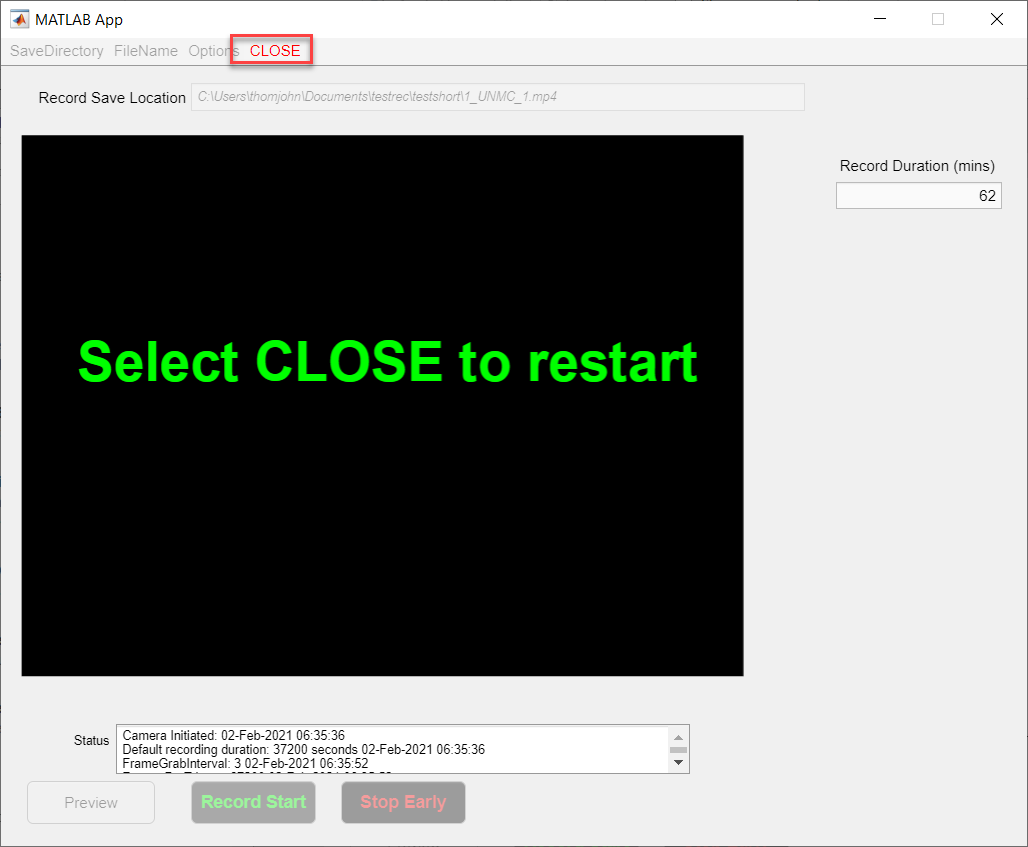 MATLAB App
SaveDirectory FileName Options CLOSE
Record Save Location C:\Users\thomjohn\Documents\testrec\testshort\1_UNMC_1.mp4
Record Duration (mins)
62
Select CLOSE to restart
Status
Camera Initiated: 02-Feb-2021 06:35:36
Default recording duration: 37200 seconds 02-Feb-2021 06:35:36
FrameGrabInterval: 3 02-Feb-2021 06:35:52
Preview Record Start Stop Early